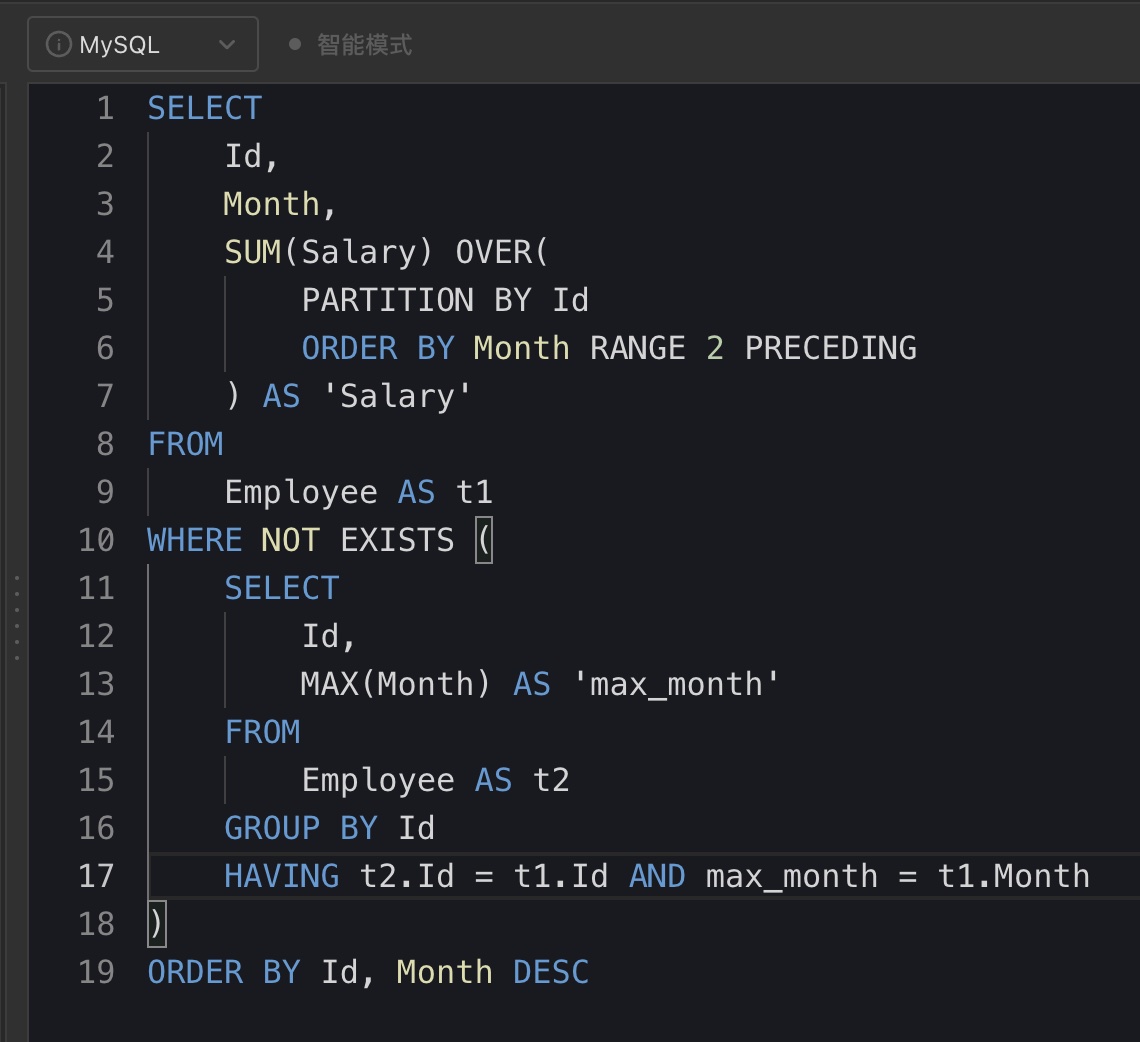 MySQL 智能模式
1 SELECT
2     Id,
3     Month,
4     SUM(Salary) OVER(
5         PARTITION BY Id
6         ORDER BY Month RANGE 2 PRECEDING
7     ) AS 'Salary'
8 FROM
9     Employee AS t1
10 WHERE NOT EXISTS (
11     SELECT
12         Id,
13         MAX(Month) AS 'max_month'
14     FROM
15         Employee AS t2
16     GROUP BY Id
17     HAVING t2.Id = t1.Id AND max_month = t1.Month
18 )
19 ORDER BY Id, Month DESC